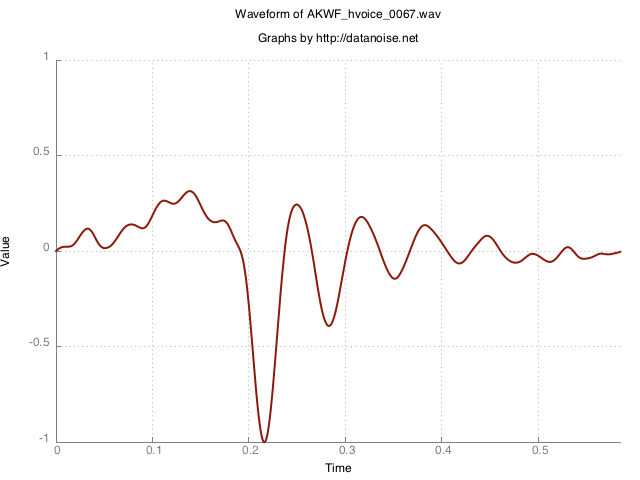 Waveform of AKWF_hvoice_0067.wav
Graphs by http://datanoise.net
1
0.5
0
-0.5
-1
Value
0 0.1 0.2 0.3 0.4 0.5
Time